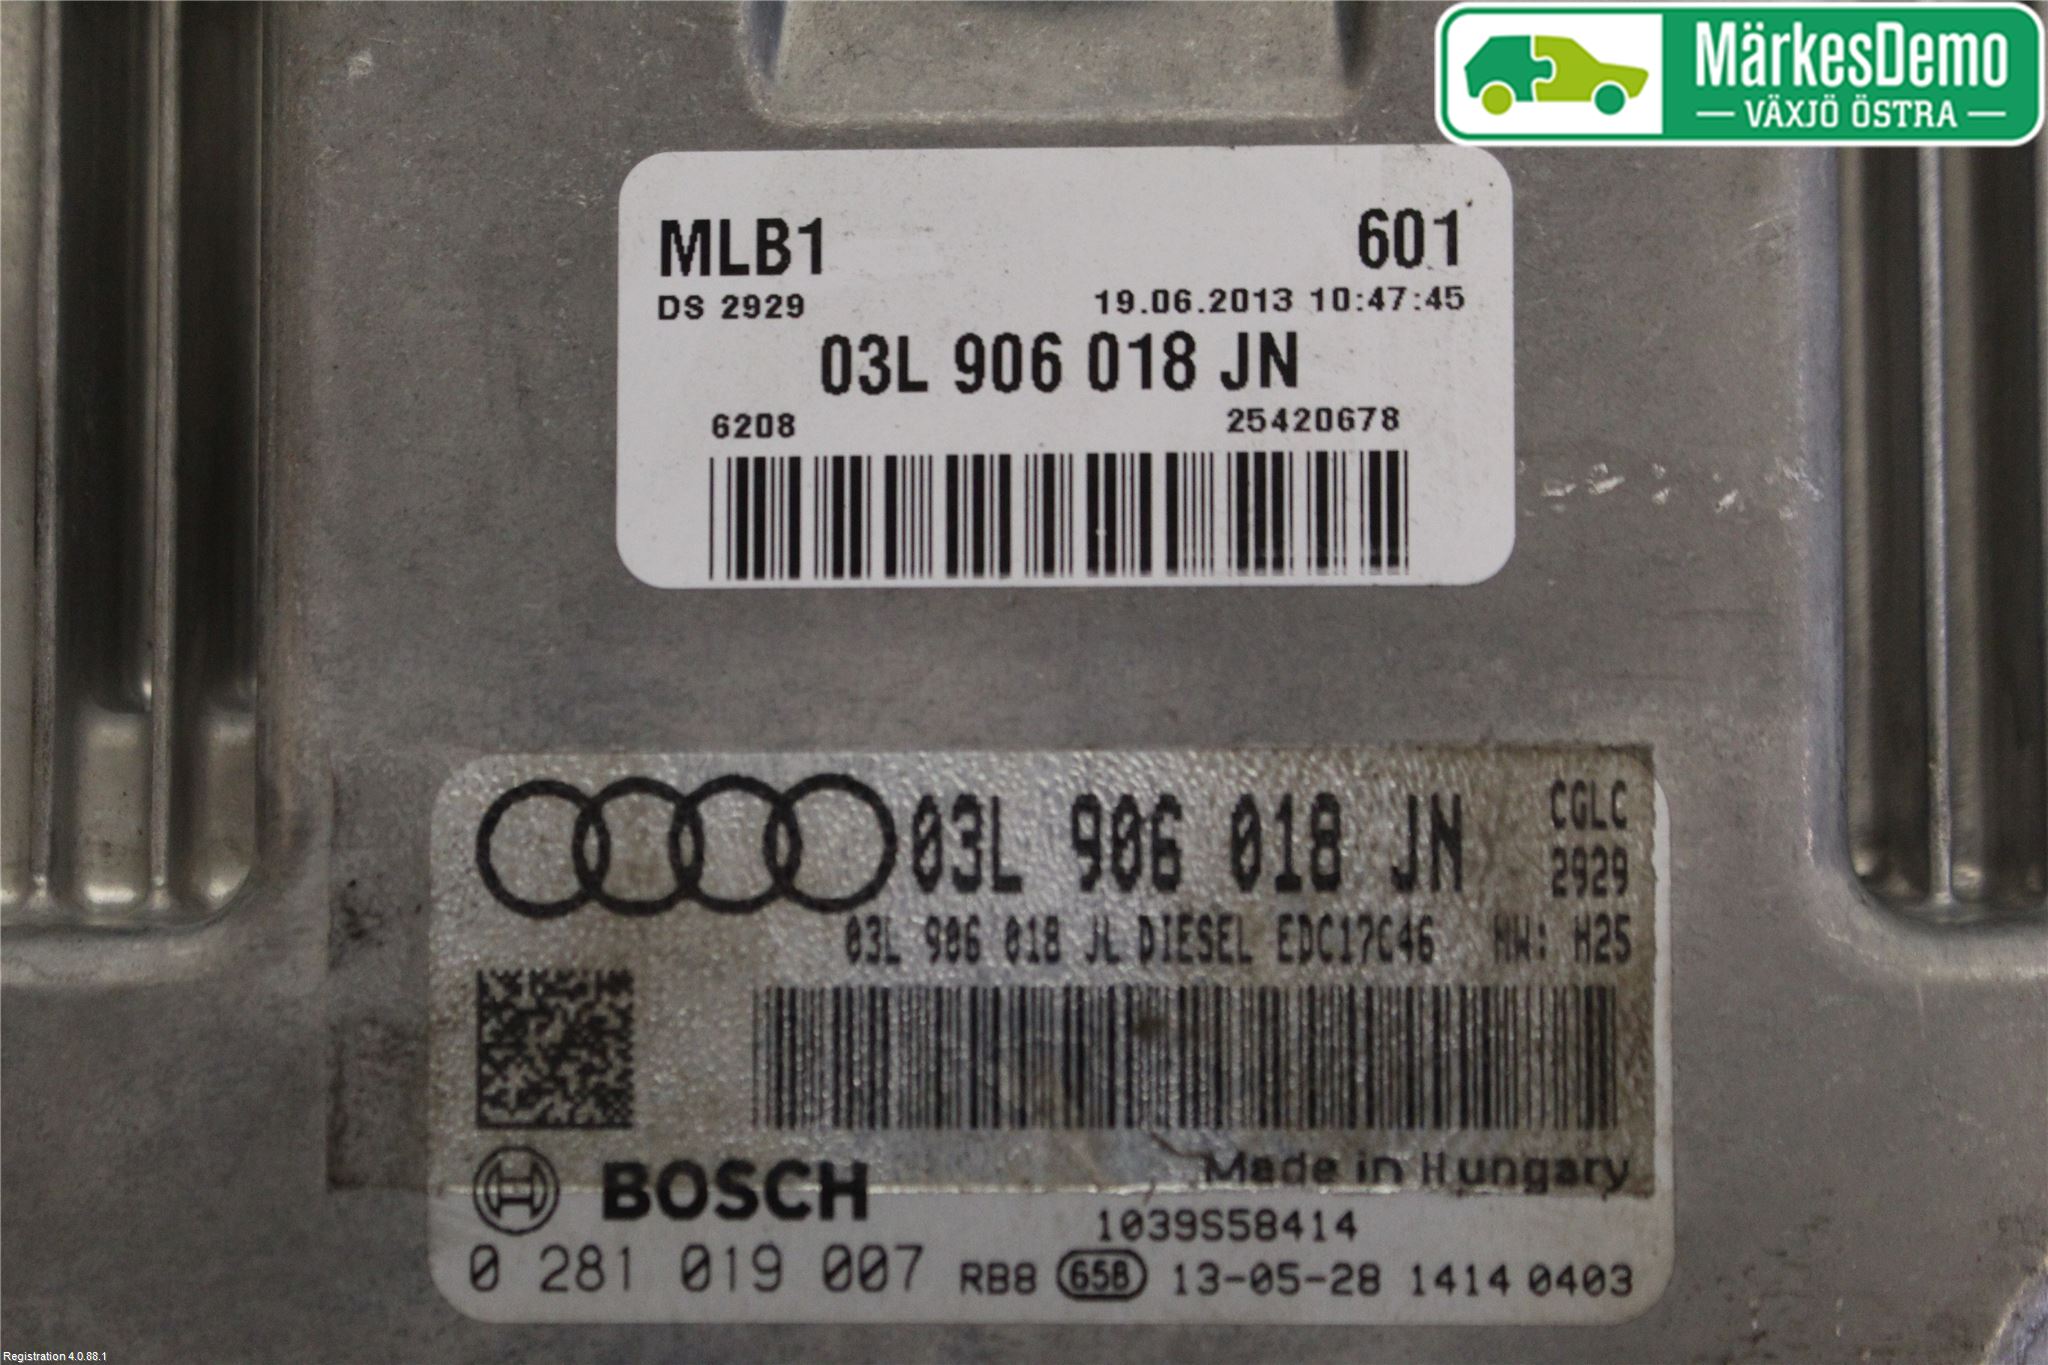 MärkesDemo
VÄXJÖ ÖSTRA
MLB1 601
DS 2929 19.06.2013 10:47:45
03L 906 018 JN
6208 25420678
03L 906 018 JN CGLC
2929
03L 906 018 JL DIESEL EDC17C46 HW: H25
Made in Hungary
BOSCH
1039S58414
0 281 019 007 RB8 65B 13-05-28 1414 0403
Registration 4.0.88.1